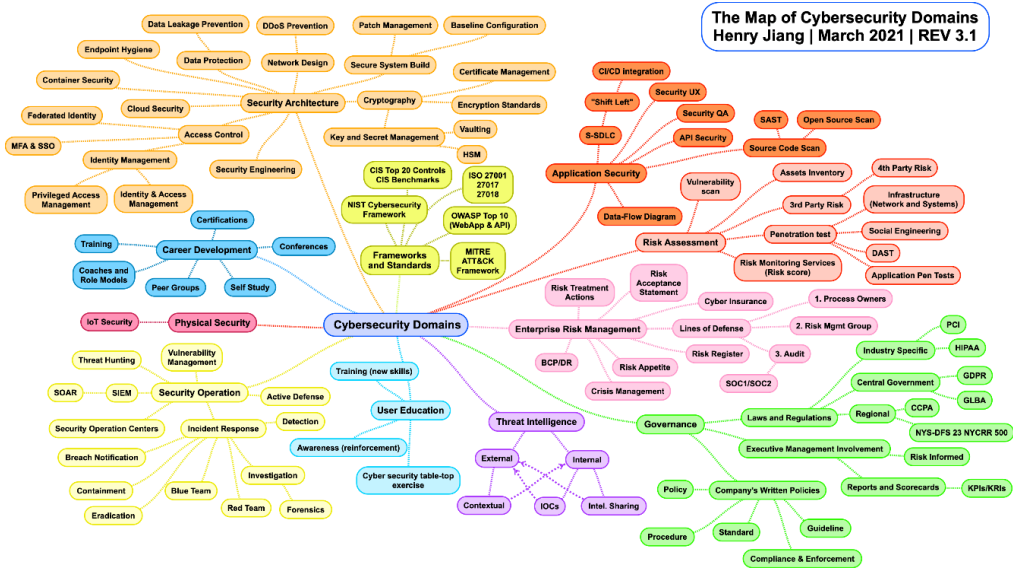 The Map of Cybersecurity Domains
Henry Jiang | March 2021 | REV 3.1
Cybersecurity Domains
Security Architecture
Data Leakage Prevention
DDoS Prevention
Patch Management
Baseline Configuration
Endpoint Hygiene
Data Protection
Network Design
Secure System Build
Container Security
Cloud Security
Cryptography
Certificate Management
Encryption Standards
Federated Identity
Access Control
Key and Secret Management
Vaulting
HSM
MFA & SSO
Identity Management
Security Engineering
Privileged Access
Management
Identity & Access
Management
Frameworks
and Standards
CIS Top 20 Controls
CIS Benchmarks
ISO 27001
27017
27018
NIST Cybersecurity
Framework
OWASP Top 10
(WebApp & API)
MITRE
ATT&CK
Framework
Application Security
CI/CD Integration
"Shift Left"
S-SDLC
Security UX
Security QA
API Security
SAST
Open Source Scan
Source Code Scan
Data-Flow Diagram
Risk Assessment
Vulnerability
scan
Assets Inventory
4th Party Risk
3rd Party Risk
Infrastructure
(Network and Systems)
Penetration test
Social Engineering
DAST
Application Pen Tests
Risk Monitoring Services
(Risk score)
Career Development
Certifications
Training
Conferences
Coaches and
Role Models
Peer Groups
Self Study
Physical Security
IoT Security
Enterprise Risk Management
Risk Treatment
Actions
Risk
Acceptance
Statement
Cyber Insurance
Lines of Defense
1. Process Owners
2. Risk Mgmt Group
3. Audit
SOC1/SOC2
Risk Register
Risk Appetite
BCP/DR
Crisis Management
Security Operation
Threat Hunting
Vulnerability
Management
SOAR
SIEM
Active Defense
Security Operation Centers
Incident Response
Detection
Breach Notification
Containment
Eradication
Blue Team
Red Team
Investigation
Forensics
User Education
Training (new skills)
Awareness (reinforcement)
Cyber security table-top
exercise
Threat Intelligence
External
Internal
Contextual
IOCs
Intel. Sharing
Governance
Laws and Regulations
Industry Specific
PCI
HIPAA
Central Government
GDPR
GLBA
Regional
CCPA
NYS-DFS 23 NYCRR 500
Executive Management Involvement
Risk Informed
Reports and Scorecards
KPIs/KRIs
Company's Written Policies
Policy
Procedure
Standard
Guideline
Compliance & Enforcement